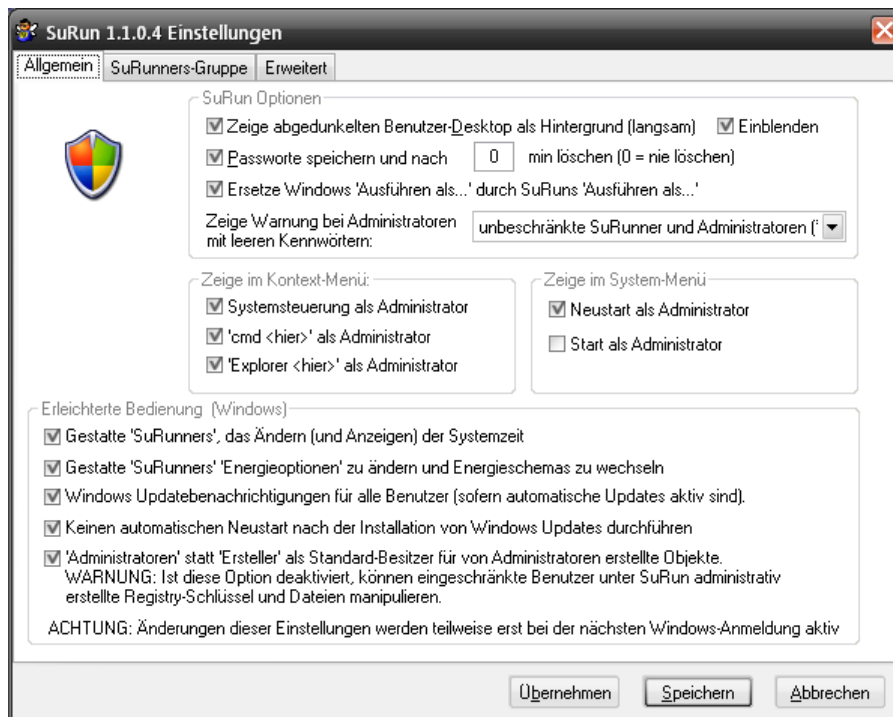 SuRun 1.1.0.4 Einstellungen
Allgemein SuRunners-Gruppe Erweitert
SuRun Optionen
Zeige abgedunkelten Benutzer-Desktop als Hintergrund (langsam) Einblenden
Passworte speichern und nach 0 min löschen (0 = nie löschen)
Ersetze Windows 'Ausführen als...' durch SuRuns 'Ausführen als...'
Zeige Warnung bei Administratoren
mit leeren Kennwörtern:
unbeschränkte SuRunner und Administratoren (*
Zeige im Kontext-Menü:
Systemsteuerung als Administrator
'cmd <hier>' als Administrator
'Explorer <hier>' als Administrator
Zeige im System-Menü
Neustart als Administrator
Start als Administrator
Erleichterte Bedienung (Windows)
Gestatte 'SuRunners', das Ändern (und Anzeigen) der Systemzeit
Gestatte 'SuRunners' 'Energieoptionen' zu ändern und Energieschemas zu wechseln
Windows Updatebenachrichtigungen für alle Benutzer (sofern automatische Updates aktiv sind).
Keinen automatischen Neustart nach der Installation von Windows Updates durchführen
'Administratoren' statt 'Ersteller' als Standard-Besitzer für von Administratoren erstellte Objekte.
WARNUNG: Ist diese Option deaktiviert, können eingeschränkte Benutzer unter SuRun administrativ
erstellte Registry-Schlüssel und Dateien manipulieren.
ACHTUNG: Änderungen dieser Einstellungen werden teilweise erst bei der nächsten Windows-Anmeldung aktiv
Übernehmen Speichern Abbrechen